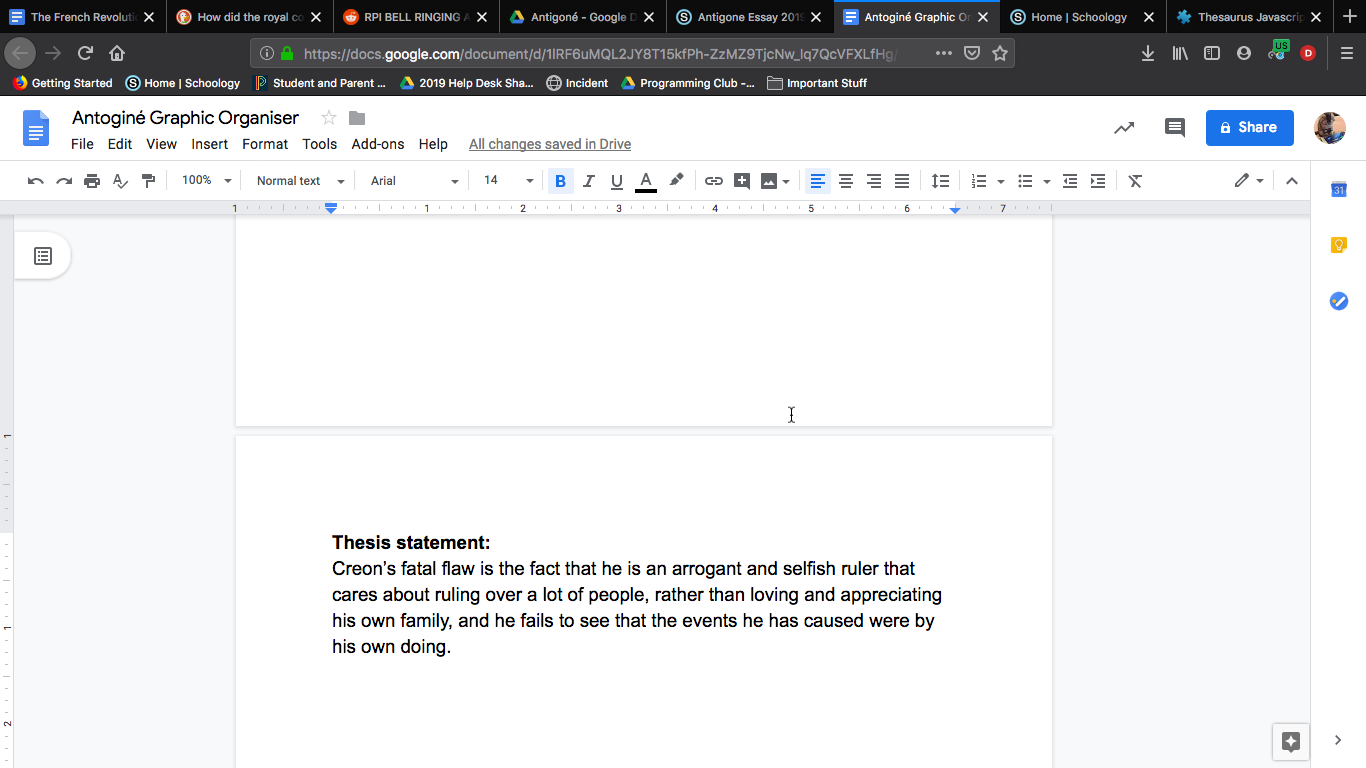 The French Revoluti
How did the royal co
RPI BELL RINGING A
Antigoné - Google D
Antigone Essay 2019
Antoginé Graphic Or
Home | Schoology
Thesaurus Javascrip
https://docs.google.com/document/d/1IRF6uMQL2JY8T15kfPh-ZzMZ9TjcNw_Iq7QcVFXLfHg/
US
D
Getting Started
Home | Schoology
Student and Parent ...
2019 Help Desk Sha...
Incident
Programming Club -...
Important Stuff
Antoginé Graphic Organiser
Share
File Edit View Insert Format Tools Add-ons Help All changes saved in Drive
100% Normal text Arial 14 B I U A
31
1 1 2 3 4 5 6 7
1
1
2
Thesis statement:
Creon’s fatal flaw is the fact that he is an arrogant and selfish ruler that
cares about ruling over a lot of people, rather than loving and appreciating
his own family, and he fails to see that the events he has caused were by
his own doing.